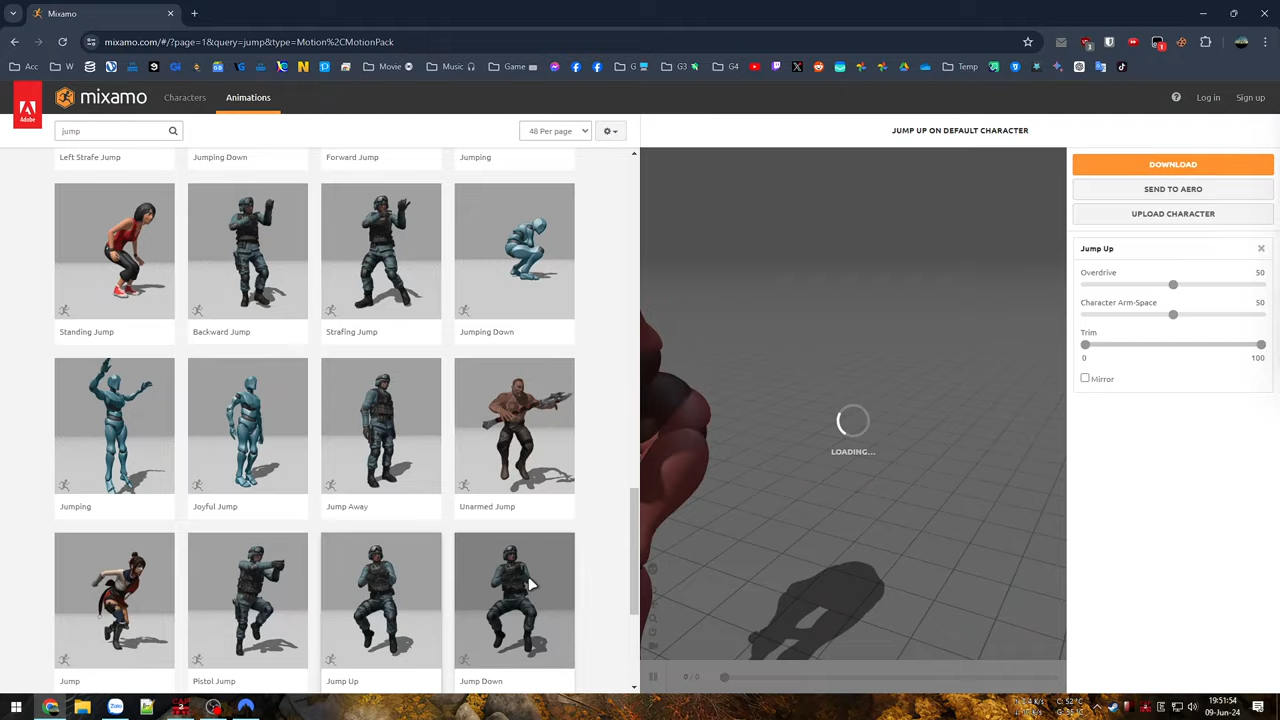 Mixamo
mixamo.com/#/?page=1&query=jump&type=Motion%2CMotionPack
Acc
Movie
Music
Game
G3
Temp
Adobe
mixamo
Characters
Animations
Log in
Sign up
jump
48 Per page
JUMP UP ON DEFAULT CHARACTER
DOWNLOAD
SEND TO AERO
UPLOAD CHARACTER
Jump Up
Overdrive
50
Character Arm-Space
50
Trim
0
100
Mirror
Left Strafe Jump
Jumping Down
Forward Jump
Jumping
Standing Jump
Backward Jump
Strafing Jump
Jumping Down
Jumping
Joyful Jump
Jump Away
Unarmed Jump
Jump
Pistol Jump
Jump Up
Jump Down
LOADING...
0 / 0
19:51:54
09-Jun-24